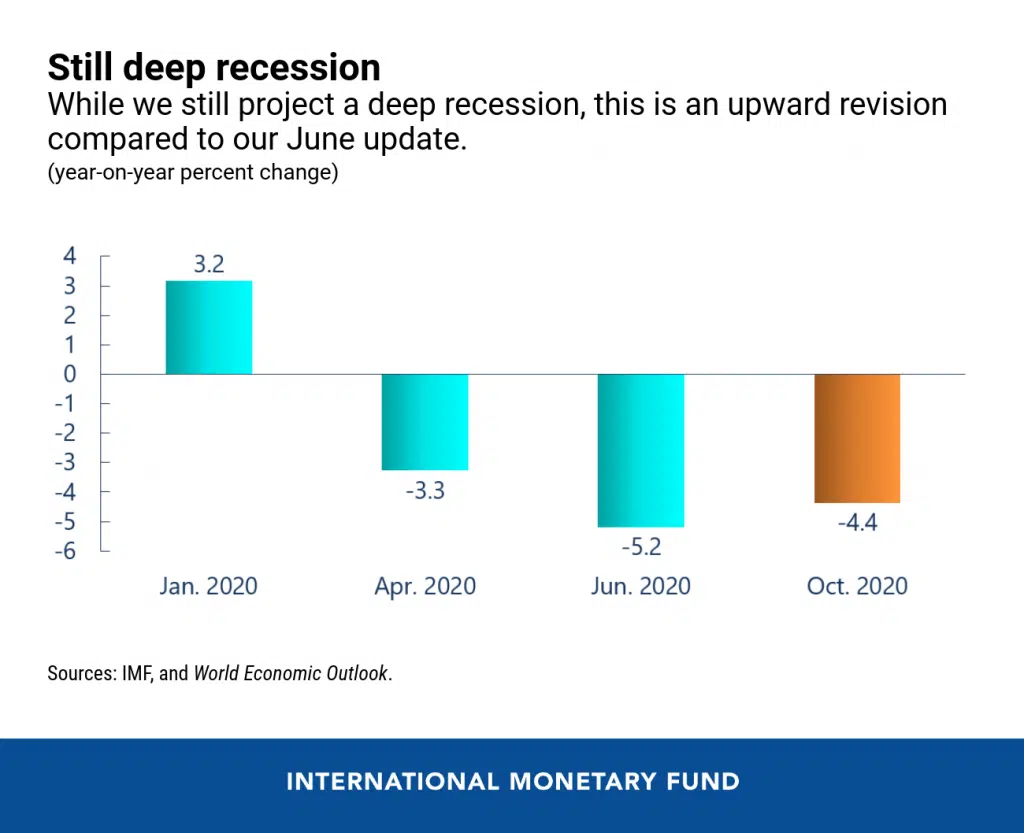 Still deep recession
While we still project a deep recession, this is an upward revision
compared to our June update.
(year-on-year percent change)
4
3
2
1
0
-1
-2
-3
-4
-5
-6
3.2
-3.3
-5.2
-4.4
Jan. 2020
Apr. 2020
Jun. 2020
Oct. 2020
Sources: IMF, and World Economic Outlook.
INTERNATIONAL MONETARY FUND